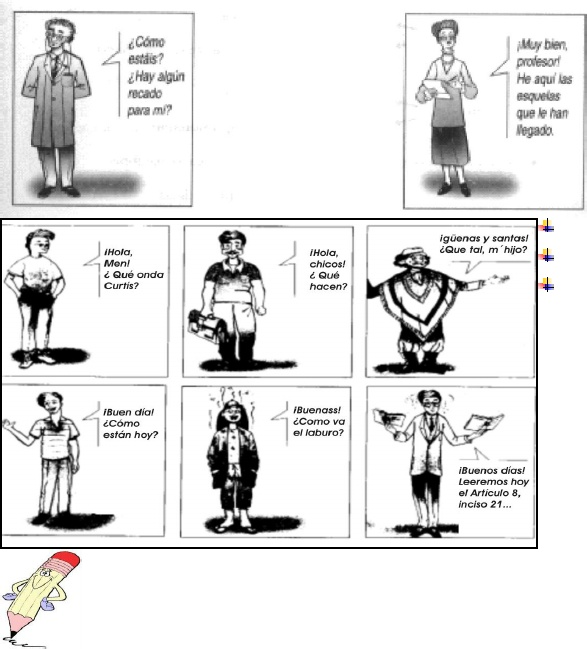 ¿Cómo
estáis?
¿Hay algún
recado
para mí?
¡Muy bien,
profesor!
He aquí las
esquelas
que le han
llegado.
¡Hola,
Men!
¿ Qué onda
Curtis?
¡Hola,
chicos!
¿ Qué
hacen?
¡güenas y santas!
¿Que tal, m´hijo?
¡Buen día!
¿Cómo
están hoy?
¡Buenass!
¿Como va
el laburo?
¡Buenos días!
Leeremos hoy
el Articulo 8,
inciso 21...